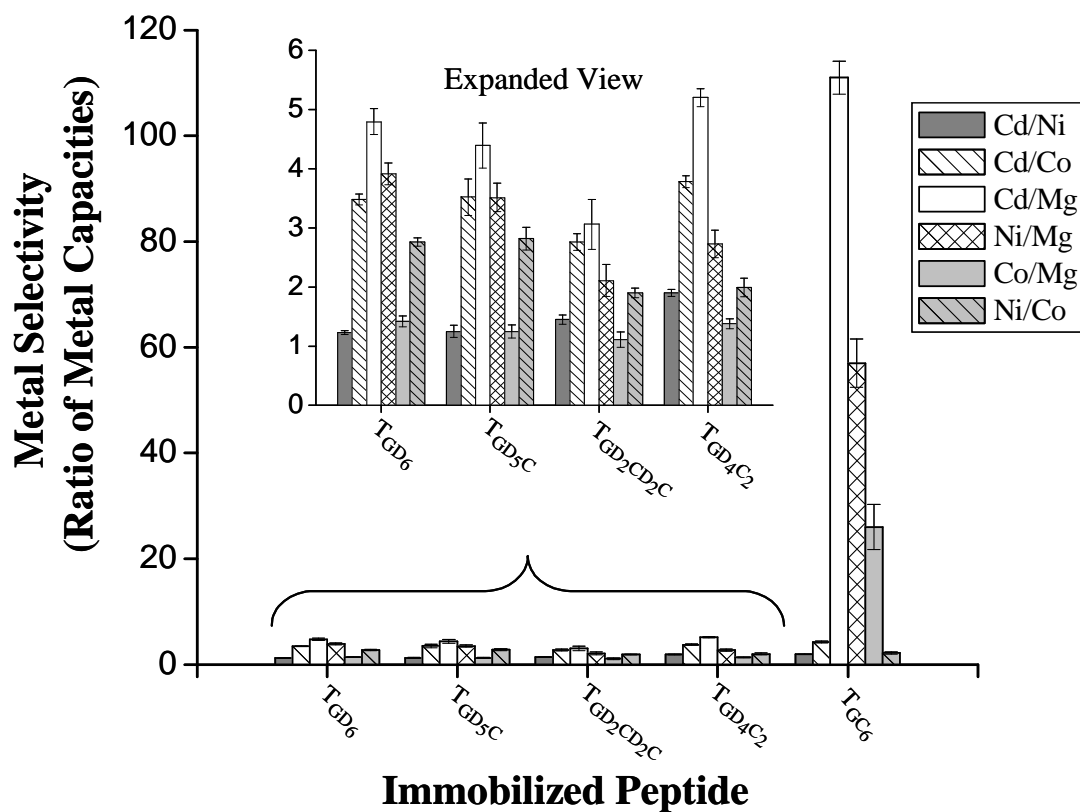 Metal Selectivity
(Ratio of Metal Capacities)
120
100
80
60
40
20
0
Expanded View
6
5
4
3
2
1
0
TGD6
TGD5C
TGD2CD2C
TGD4C2
Cd/Ni
Cd/Co
Cd/Mg
Ni/Mg
Co/Mg
Ni/Co
TGD6
TGD5C
TGD2CD2C
TGD4C2
TGC6
Immobilized Peptide